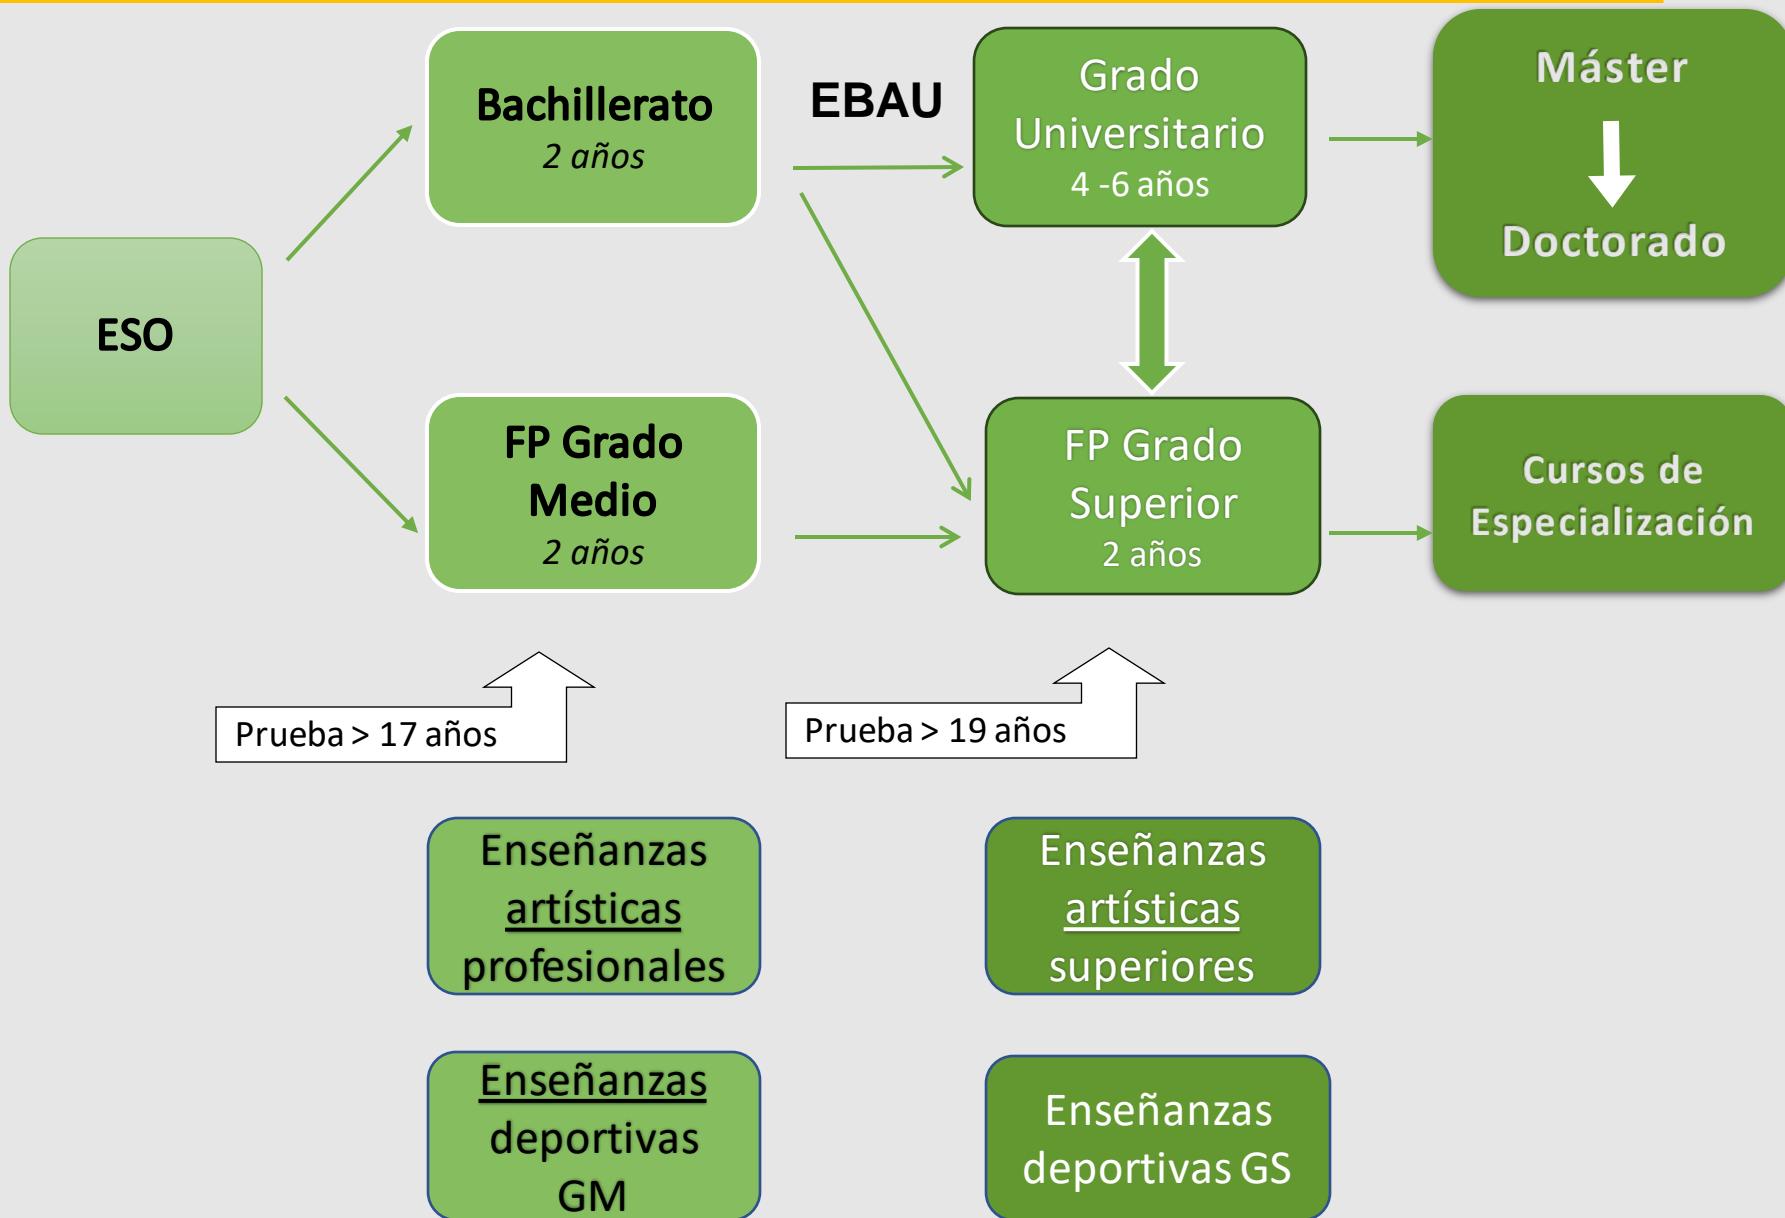 Bachillerato
2 años
EBAU
Grado
Universitario
4 -6 años
Máster
Doctorado
ESO
FP Grado
Medio
2 años
FP Grado
Superior
2 años
Cursos de
Especialización
Prueba > 17 años
Prueba > 19 años
Enseñanzas
artísticas
profesionales
Enseñanzas
artísticas
superiores
Enseñanzas
deportivas
GM
Enseñanzas
deportivas GS